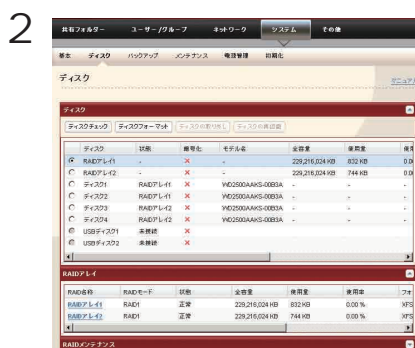 2
共有フォルダー ユーザー/グループ ネットワーク システム その他
基本 ディスク バックアップ メンテナンス 電源管理 初期化
ディスク
マニュアル
ディスク
ディスクチェック ディスクフォーマット ディスクの取り外し ディスクの再認識
ディスク 状態 暗号化 モデル名 全容量 使用量 使用
RAIDアレイ1 - × - 229,216,024 KB 832 KB 0.0
RAIDアレイ2 - × - 229,216,024 KB 744 KB 0.0
ディスク1 RAIDアレイ1 × WD2500AAKS-00B3A - -
ディスク2 RAIDアレイ1 × WD2500AAKS-00B3A - -
ディスク3 RAIDアレイ2 × WD2500AAKS-00B3A - -
ディスク4 RAIDアレイ2 × WD2500AAKS-00B3A - -
USBディスク1 未接続 ×
USBディスク2 未接続 ×
RAIDアレイ
RAID名称 RAIDモード 状態 全容量 使用量 使用率 フォ
RAIDアレイ1 RAID1 正常 229,216,024 KB 832 KB 0.00 % XFS
RAIDアレイ2 RAID1 正常 229,216,024 KB 744 KB 0.00 % XFS
RAIDメンテナンス